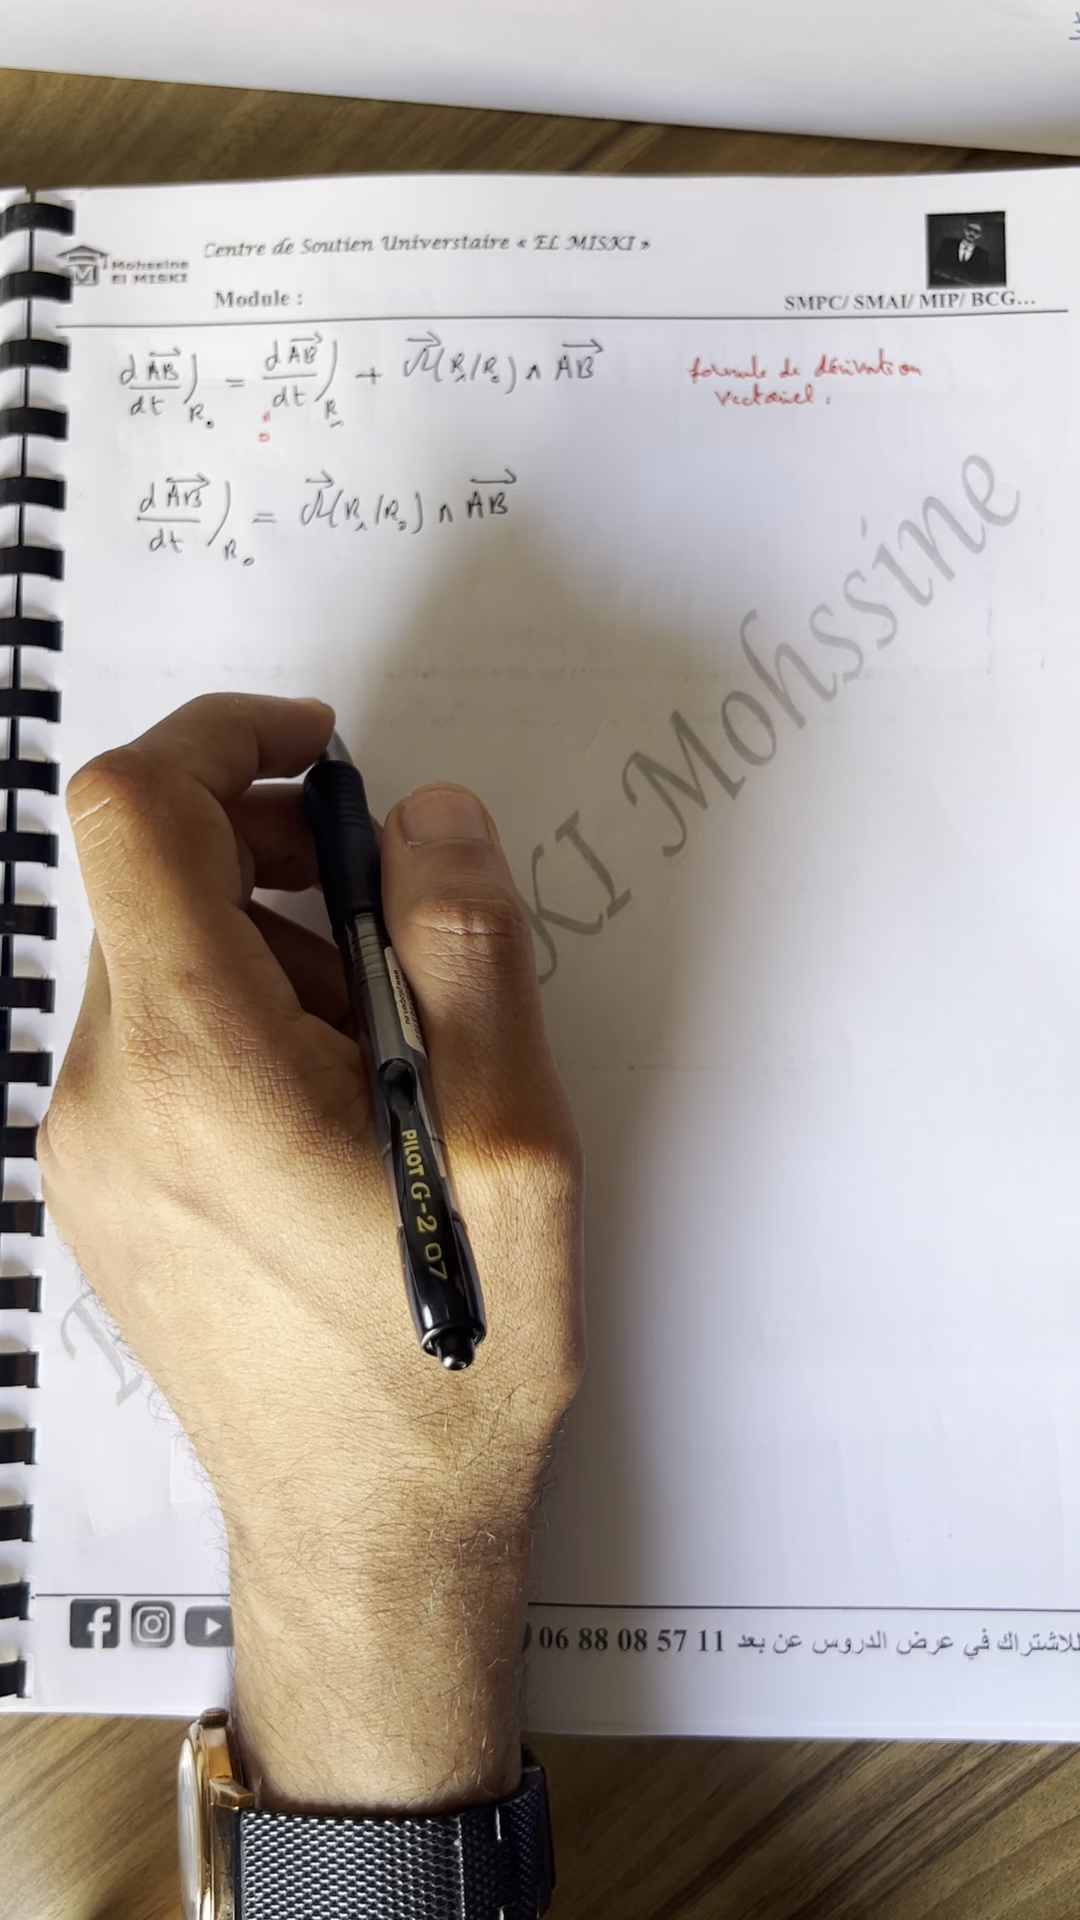 Centre de Soutien Universtaire « EL MISKI »
Mohssine
El MISKI
Module :
SMPC/ SMAI/ MIP/ BCG...
d AB/dt )R₀ = d AB/dt )R₁ + Ω(R₁/R₀) ∧ AB
0
formule de dérivation
vectoriel :
d AB/dt )R₀ = Ω(R₁/R₀) ∧ AB
KI Mohssine
PILOT G-2 07
للاشتراك في عرض الدروس عن بعد 06 88 08 57 11